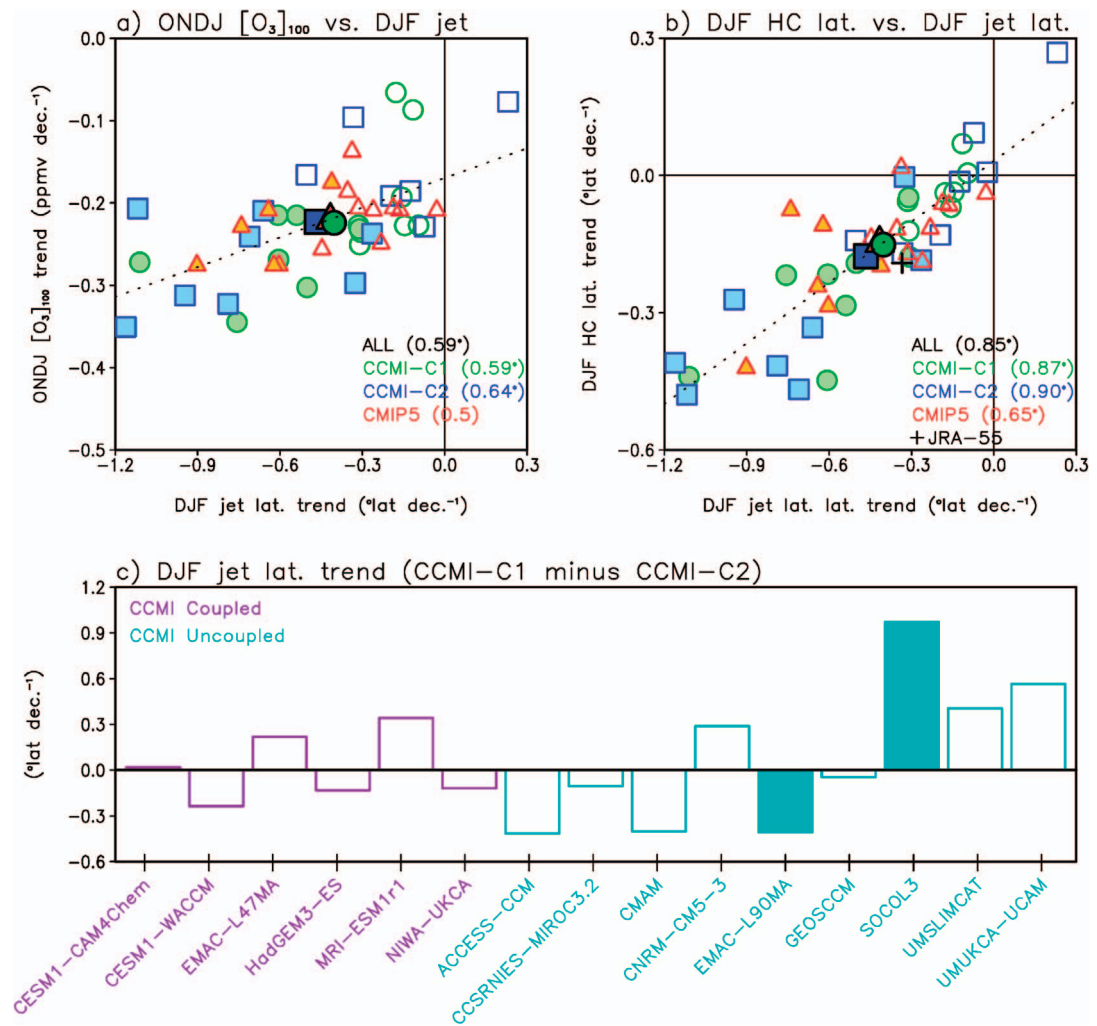 a) ONDJ [O₃]₁₀₀ vs. DJF jet
ONDJ [O₃]₁₀₀ trend (ppmv dec.⁻¹)
0.0
−0.1
−0.2
−0.3
−0.4
−0.5
ALL (0.59*)
CCMI−C1 (0.59*)
CCMI−C2 (0.64*)
CMIP5 (0.5)
−1.2 −0.9 −0.6 −0.3 0.0 0.3
DJF jet lat. trend (°lat dec.⁻¹)
b) DJF HC lat. vs. DJF jet lat.
DJF HC lat. trend (°lat dec.⁻¹)
0.3
0.0
−0.3
−0.6
ALL (0.85*)
CCMI−C1 (0.87*)
CCMI−C2 (0.90*)
CMIP5 (0.65*)
+JRA−55
−1.2 −0.9 −0.6 −0.3 0.0 0.3
DJF jet lat. lat. trend (°lat dec.⁻¹)
c) DJF jet lat. trend (CCMI−C1 minus CCMI−C2)
(°lat dec.⁻¹)
1.2
0.9
0.6
0.3
0.0
−0.3
−0.6
CCMI Coupled
CCMI Uncoupled
CESM1−CAM4Chem
CESM1−WACCM
EMAC−L47MA
HadGEM3−ES
MRI−ESM1r1
NIWA−UKCA
ACCESS−CCM
CCSRNIES−MIROC3.2
CMAM
CNRM−CM5−3
EMAC−L90MA
GEOSCCM
SOCOL3
UMSLIMCAT
UMUKCA−UCAM